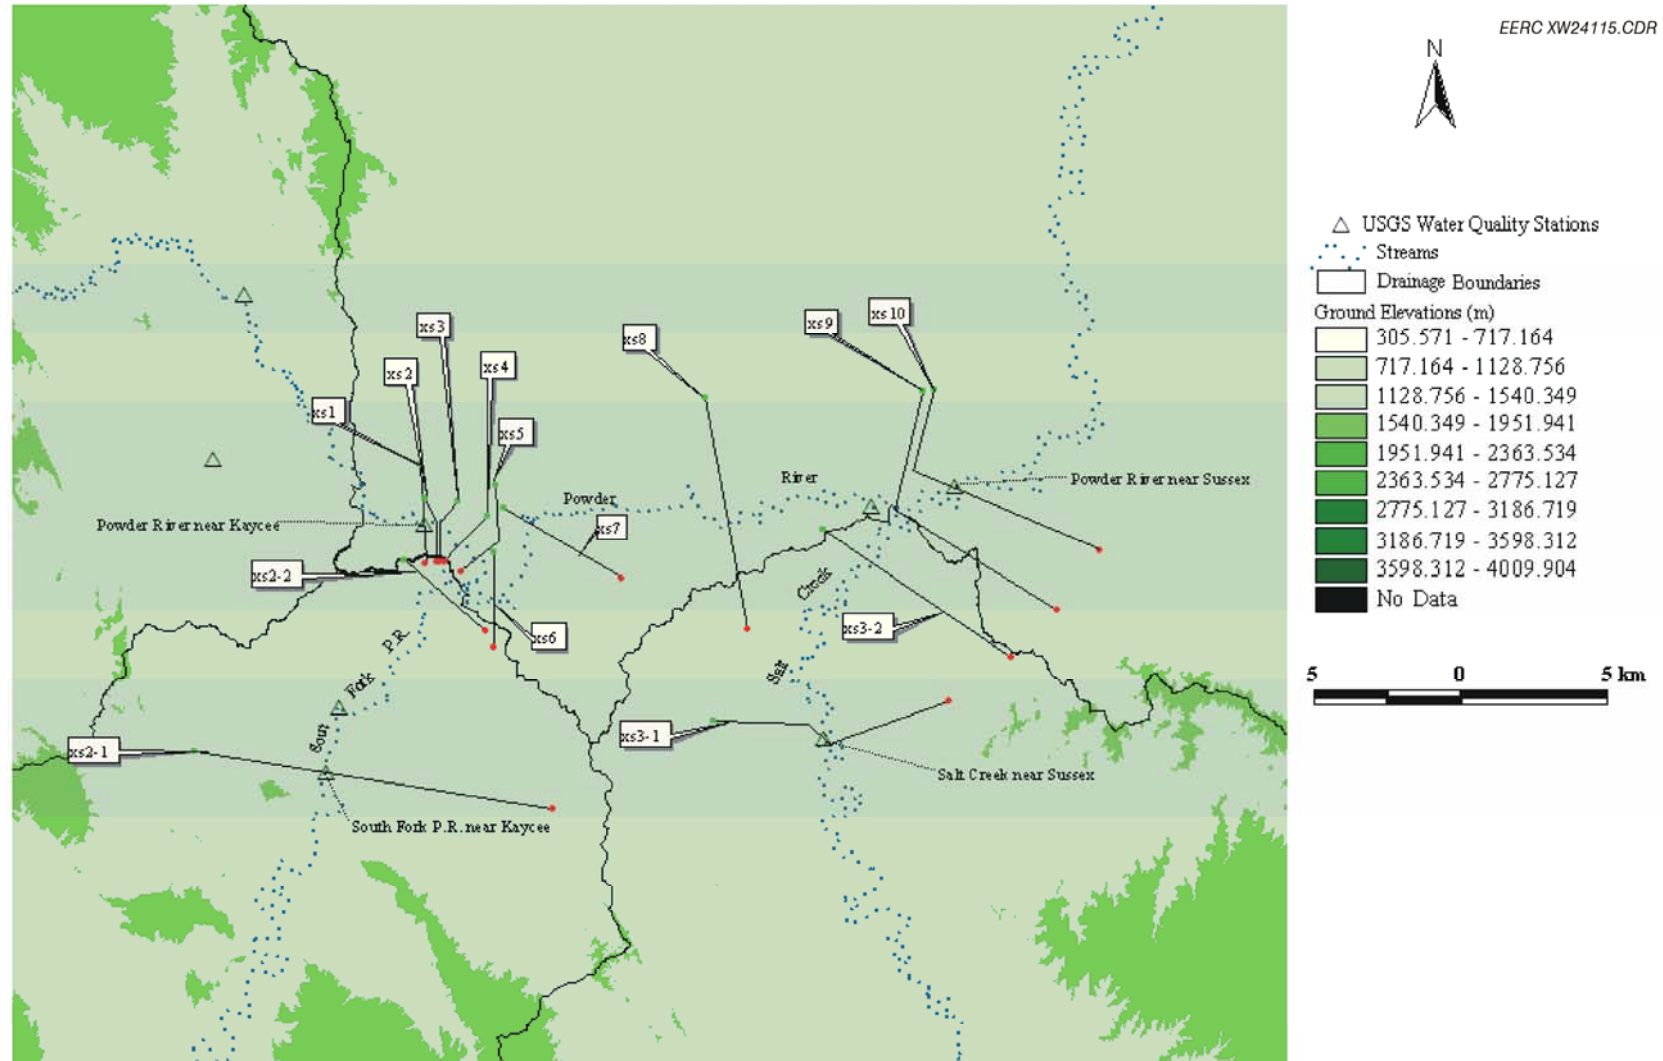 EERC XW24115.CDR
N
USGS Water Quality Stations
Streams
Drainage Boundaries
Ground Elevations (m)
305.571 - 717.164
717.164 - 1128.756
1128.756 - 1540.349
1540.349 - 1951.941
1951.941 - 2363.534
2363.534 - 2775.127
2775.127 - 3186.719
3186.719 - 3598.312
3598.312 - 4009.904
No Data
5 0 5 km
xs10
xs9
xs3
xs8
xs4
xs2
xs1
xs5
River
Powder River near Sussex
Powder
Powder River near Kaycee
xs7
xs2-2
Creek
xs3-2
xs6
P.R.
Fork
Salt
Sout
xs3-1
xs2-1
Salt Creek near Sussex
South Fork P.R. near Kaycee